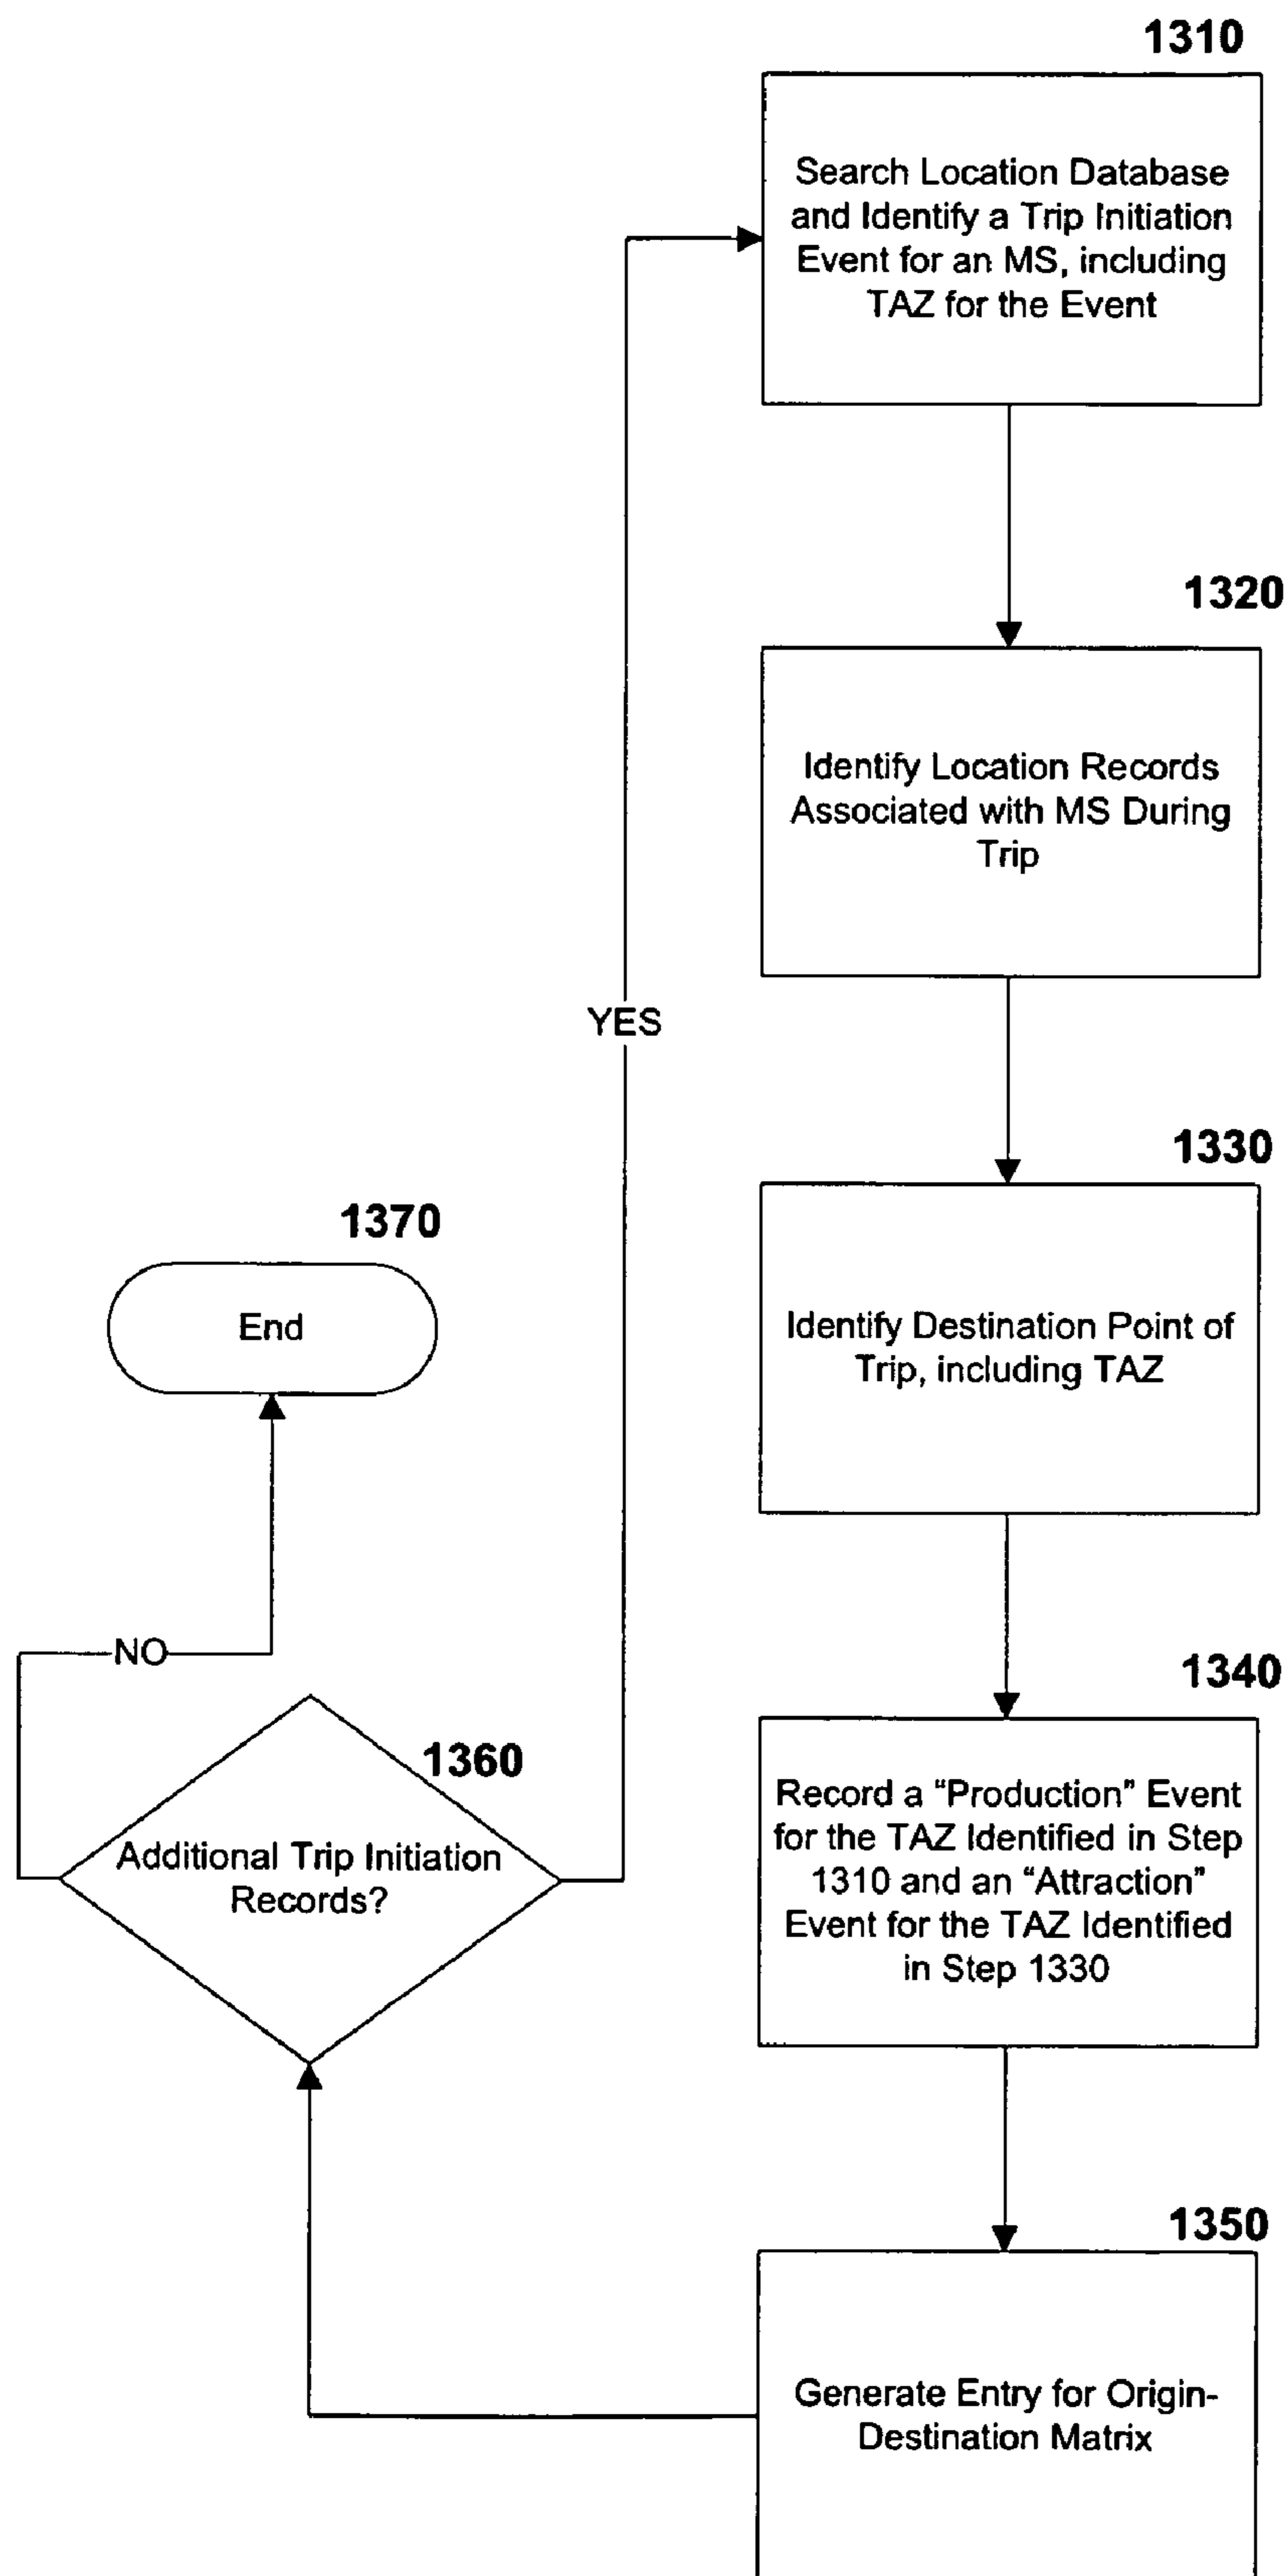 1310
Search Location Database
and Identify a Trip Initiation
Event for an MS, including
TAZ for the Event
1320
Identify Location Records
Associated with MS During
Trip
YES
1330
Identify Destination Point of
Trip, including TAZ
1370
End
NO
1340
Record a “Production” Event
for the TAZ Identified in Step
1310 and an “Attraction”
Event for the TAZ Identified
in Step 1330
1360
Additional Trip Initiation
Records?
1350
Generate Entry for Origin-
Destination Matrix